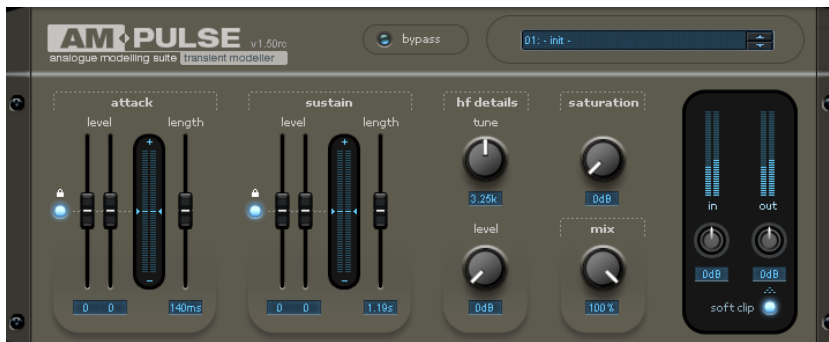 AM PULSE v1.50rc
analogue modelling suite transient modeller
bypass
01: - init -
attack
level length
0 0 140ms
sustain
level length
0 0 1.19s
hf details
tune
3.25k
level
0dB
saturation
0dB
mix
100%
in out
0dB 0dB
soft clip